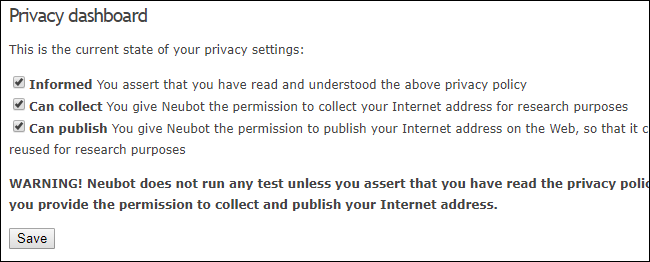 Privacy dashboard
This is the current state of your privacy settings:
Informed You assert that you have read and understood the above privacy policy
Can collect You give Neubot the permission to collect your Internet address for research purposes
Can publish You give Neubot the permission to publish your Internet address on the Web, so that it c
reused for research purposes
WARNING! Neubot does not run any test unless you assert that you have read the privacy polic
you provide the permission to collect and publish your Internet address.
Save